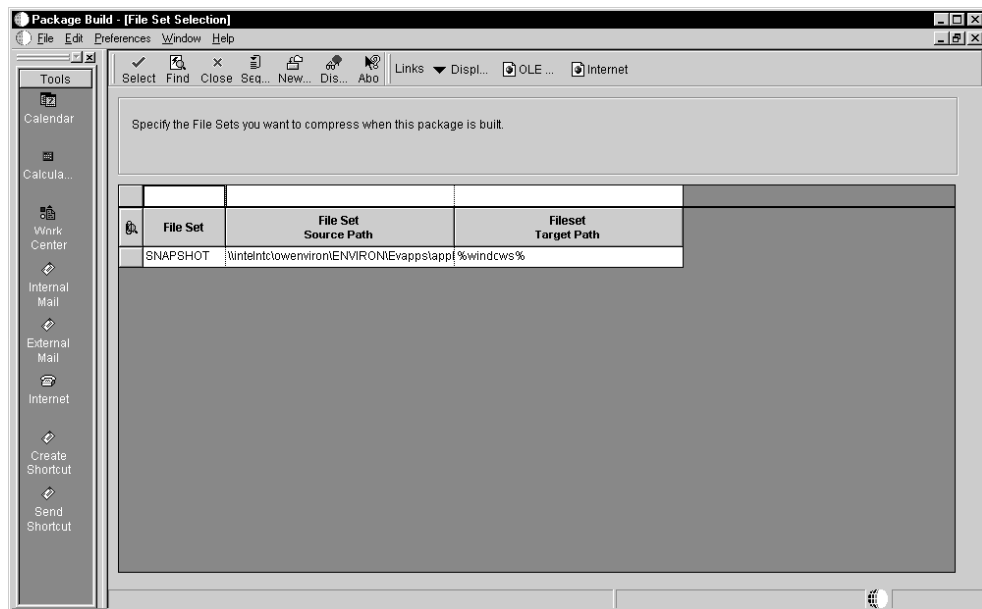 Package Build - [File Set Selection]
File Edit Preferences Window Help
Tools
Select Find Close Seq... New... Dis... Abo
Links Displ... OLE ... Internet
Calendar
Calcula...
Work
Center
Internal
Mail
External
Mail
Internet
Create
Shortcut
Send
Shortcut
Specify the File Sets you want to compress when this package is built.
File Set
File Set
Source Path
Fileset
Target Path
SNAPSHOT \\intelntc\owenviron\ENVIRON\Evapps\appl %windcws%